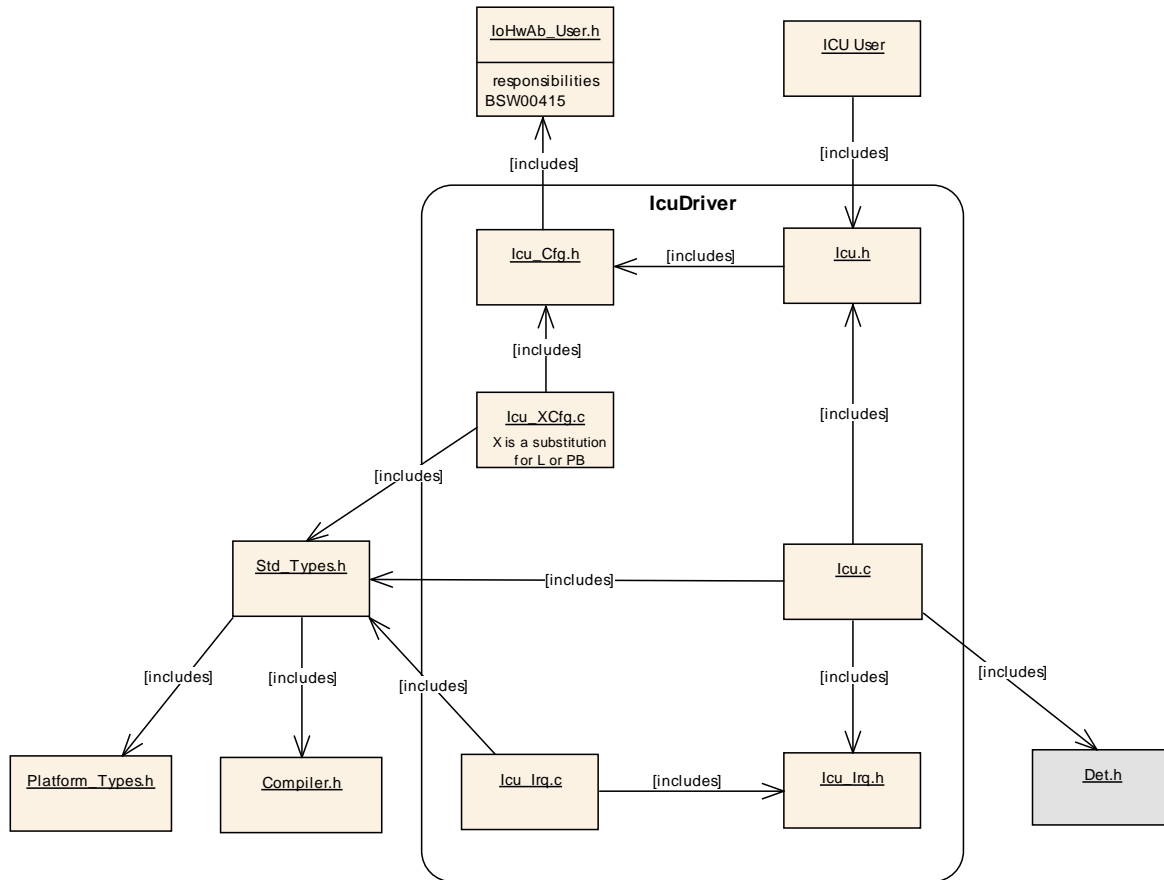 IoHwAb_User.h
responsibilities
BSW00415
ICU User
[includes]
[includes]
IcuDriver
Icu_Cfg.h
[includes]
Icu.h
[includes]
Icu_XCfg.c
X is a substitution
for L or PB
[includes]
[includes]
Std_Types.h
[includes]
Icu.c
[includes]
[includes]
[includes]
[includes]
[includes]
Platform_Types.h
Compiler.h
Icu_Irq.c
[includes]
Icu_Irq.h
Det.h